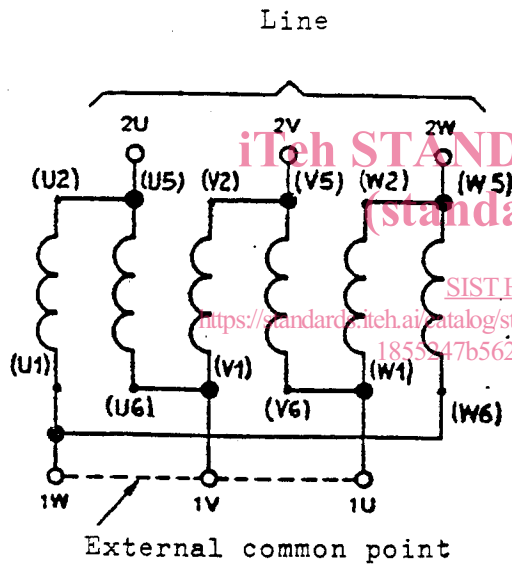 Line
2U 2V 2W
iTeh STAND
(U2) (U5) (V2) (V5) (W2) (W5)
(standa
SIST H
https://standards.iteh.ai/catalog/st
1855247b562
(U1) (V1) (W1)
(U6) (V6) (W6)
1W 1V 1U
External common point